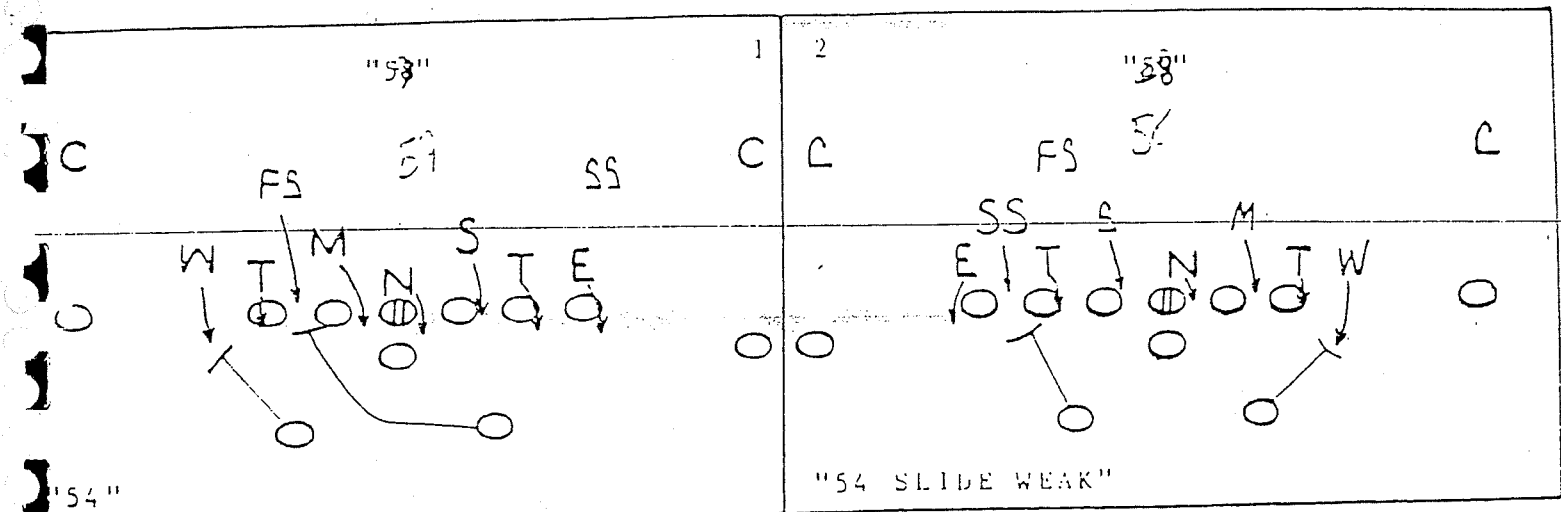 1
C FS SS C
W T M N S T E
"54"
2
C FS C
E SS T S N M T W
"54 SLIDE WEAK"